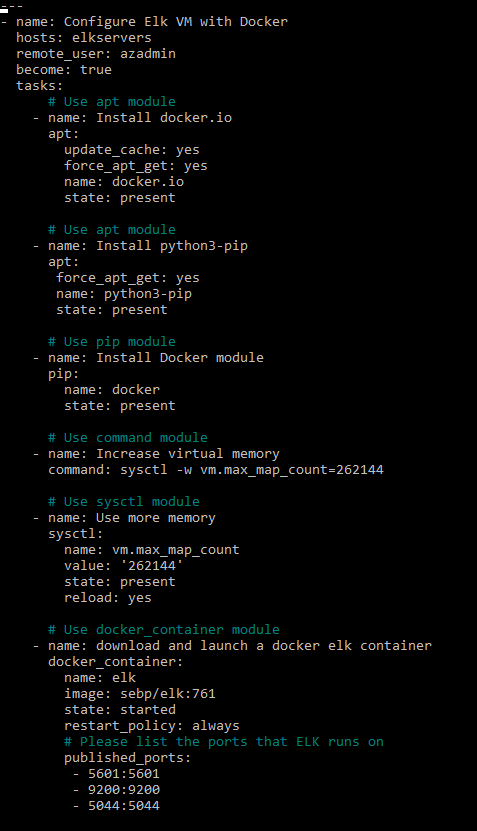 ---
- name: Configure Elk VM with Docker
  hosts: elkservers
  remote_user: azadmin
  become: true
  tasks:
      # Use apt module
    - name: Install docker.io
      apt:
        update_cache: yes
        force_apt_get: yes
        name: docker.io
        state: present

      # Use apt module
    - name: Install python3-pip
      apt:
       force_apt_get: yes
       name: python3-pip
       state: present

      # Use pip module
    - name: Install Docker module
      pip:
        name: docker
        state: present

      # Use command module
    - name: Increase virtual memory
      command: sysctl -w vm.max_map_count=262144

      # Use sysctl module
    - name: Use more memory
      sysctl:
        name: vm.max_map_count
        value: '262144'
        state: present
        reload: yes

      # Use docker_container module
    - name: download and launch a docker elk container
      docker_container:
        name: elk
        image: sebp/elk:761
        state: started
        restart_policy: always
        # Please list the ports that ELK runs on
        published_ports:
         - 5601:5601
         - 9200:9200
         - 5044:5044